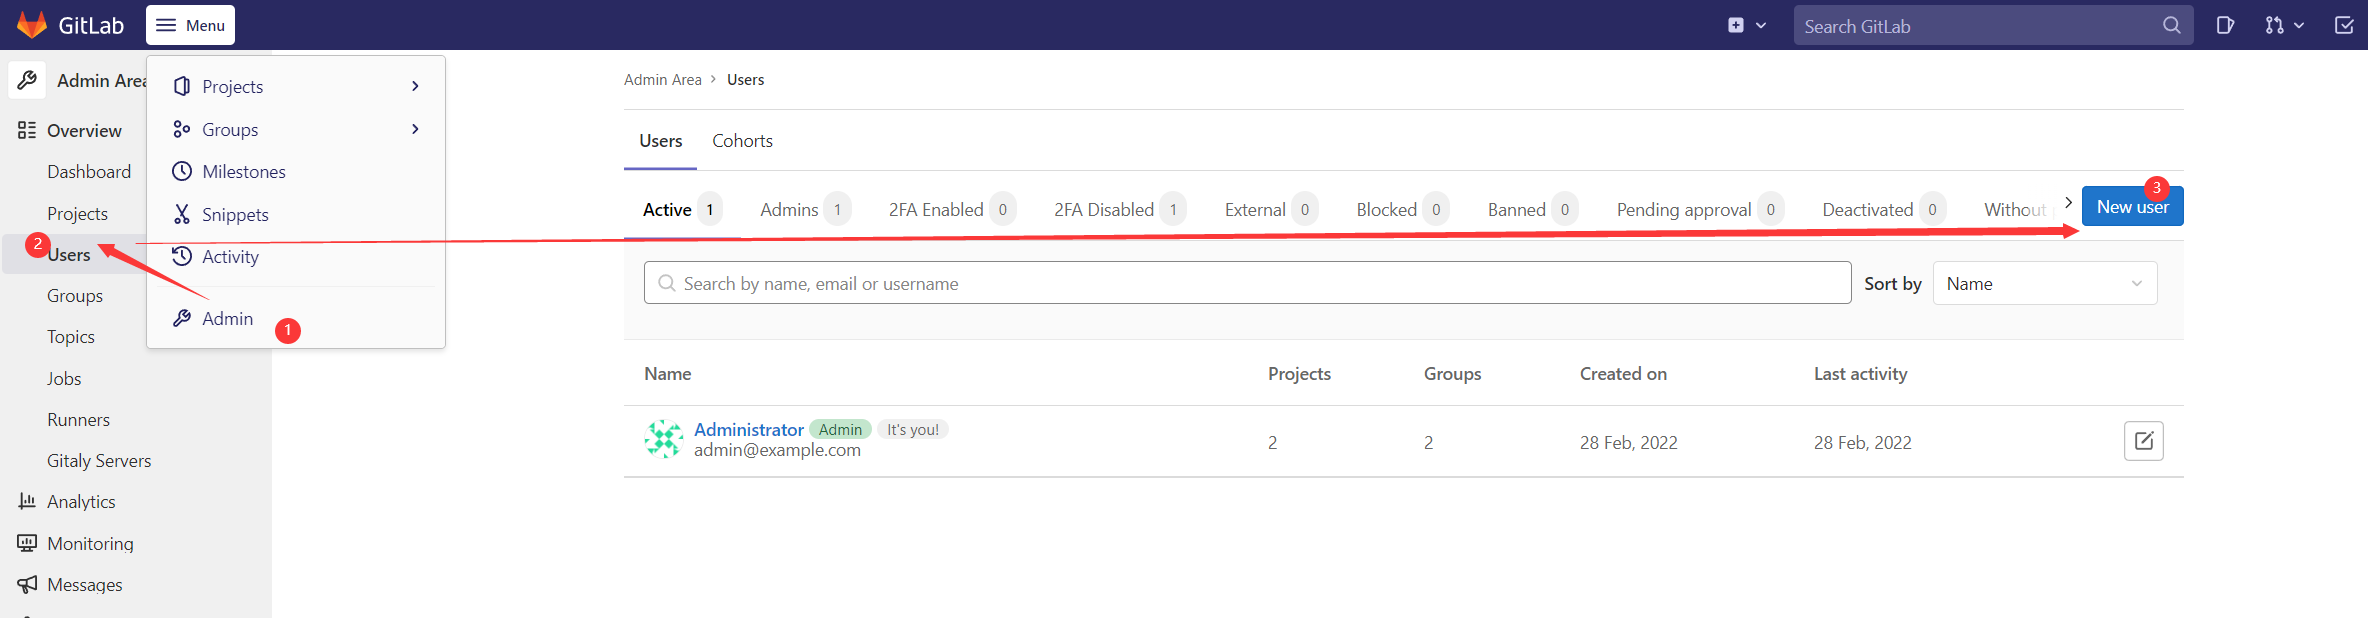 GitLab
Menu
Search GitLab
Admin Area
Overview
Dashboard
Projects
2
Users
Groups
Topics
Jobs
Runners
Gitaly Servers
Analytics
Monitoring
Messages
Projects
Groups
Milestones
Snippets
Activity
Admin
1
Admin Area > Users
Users Cohorts
Active 1 Admins 1 2FA Enabled 0 2FA Disabled 1 External 0 Blocked 0 Banned 0 Pending approval 0 Deactivated 0 Without
3
New user
Search by name, email or username
Sort by Name
Name Projects Groups Created on Last activity
Administrator Admin It's you! 
admin@example.com
2 2 28 Feb, 2022 28 Feb, 2022